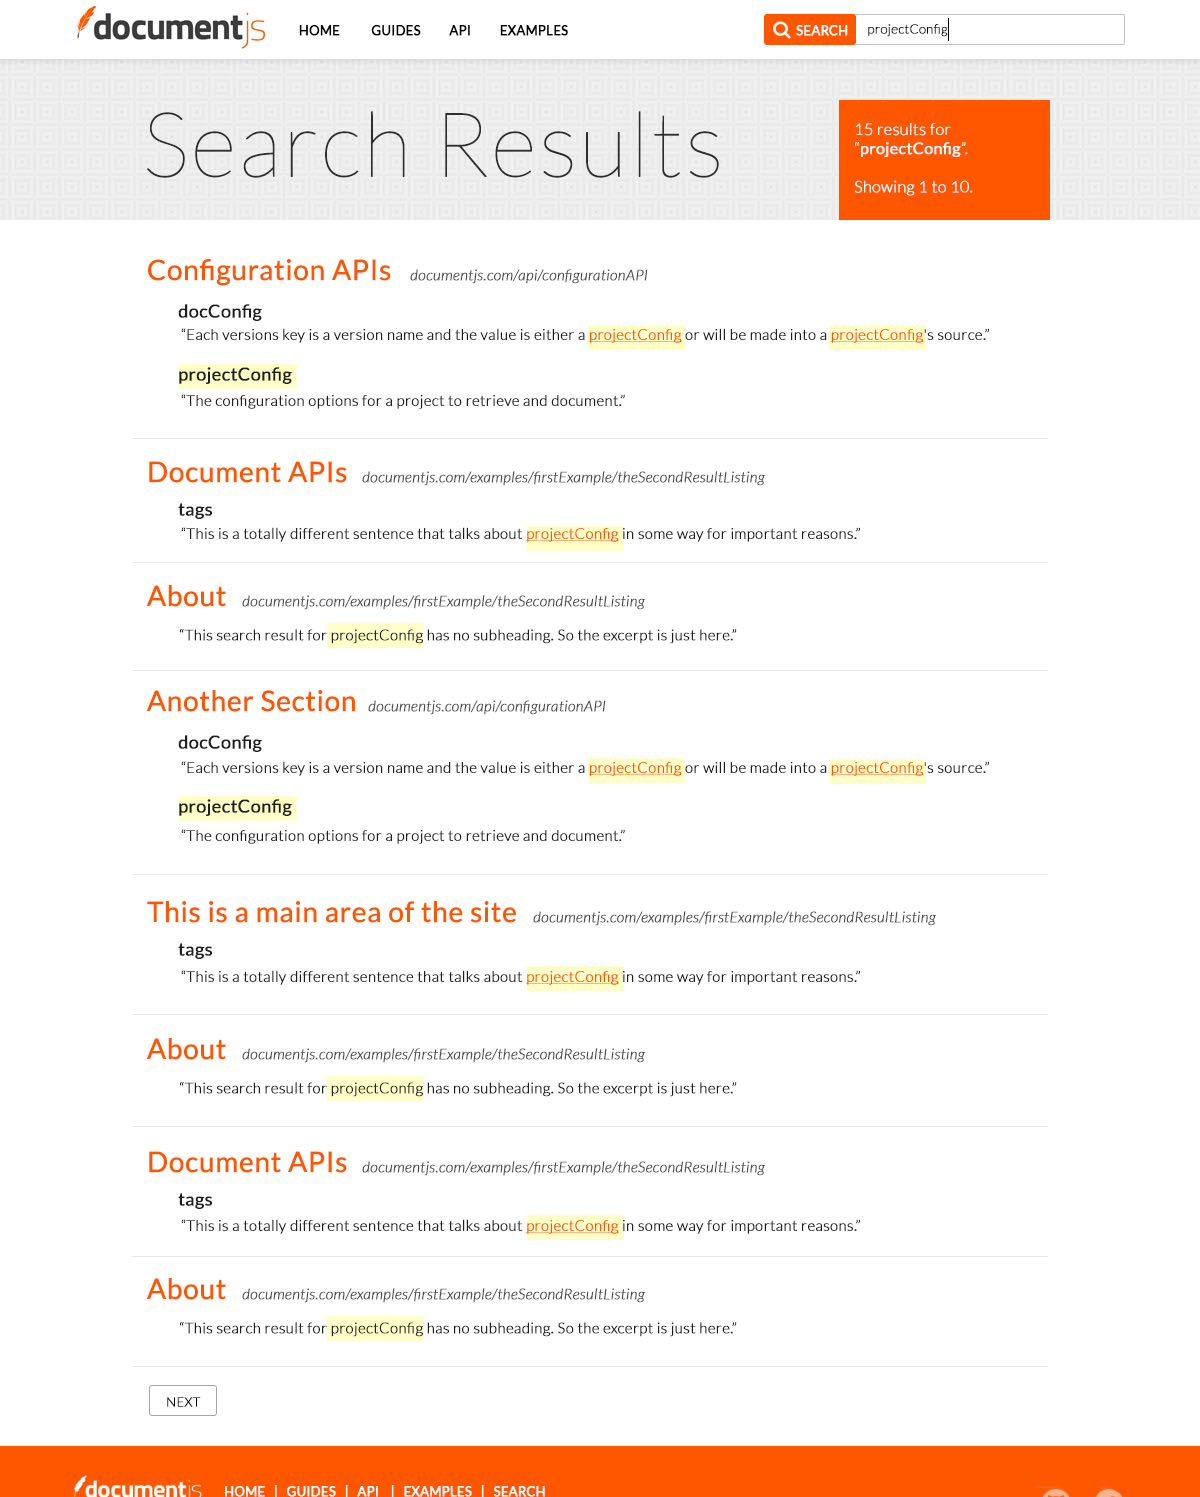 documentjs HOME GUIDES API EXAMPLES SEARCH projectConfig
Search Results
15 results for
"projectConfig".
Showing 1 to 10.
Configuration APIs documentjs.com/api/configurationAPI
docConfig
“Each versions key is a version name and the value is either a projectConfig or will be made into a projectConfig's source.”
projectConfig
“The configuration options for a project to retrieve and document.”
Document APIs documentjs.com/examples/firstExample/theSecondResultListing
tags
“This is a totally different sentence that talks about projectConfig in some way for important reasons.”
About documentjs.com/examples/firstExample/theSecondResultListing
“This search result for projectConfig has no subheading. So the excerpt is just here.”
Another Section documentjs.com/api/configurationAPI
docConfig
“Each versions key is a version name and the value is either a projectConfig or will be made into a projectConfig's source.”
projectConfig
“The configuration options for a project to retrieve and document.”
This is a main area of the site documentjs.com/examples/firstExample/theSecondResultListing
tags
“This is a totally different sentence that talks about projectConfig in some way for important reasons.”
About documentjs.com/examples/firstExample/theSecondResultListing
“This search result for projectConfig has no subheading. So the excerpt is just here.”
Document APIs documentjs.com/examples/firstExample/theSecondResultListing
tags
“This is a totally different sentence that talks about projectConfig in some way for important reasons.”
About documentjs.com/examples/firstExample/theSecondResultListing
“This search result for projectConfig has no subheading. So the excerpt is just here.”
NEXT
documentjs HOME | GUIDES | API | EXAMPLES | SEARCH